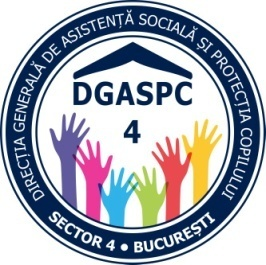 DIRECȚIA GENERALĂ DE ASISTENȚĂ SOCIALĂ ȘI PROTECȚIA COPILULUI
DGASPC
4
SECTOR 4 • BUCUREȘTI